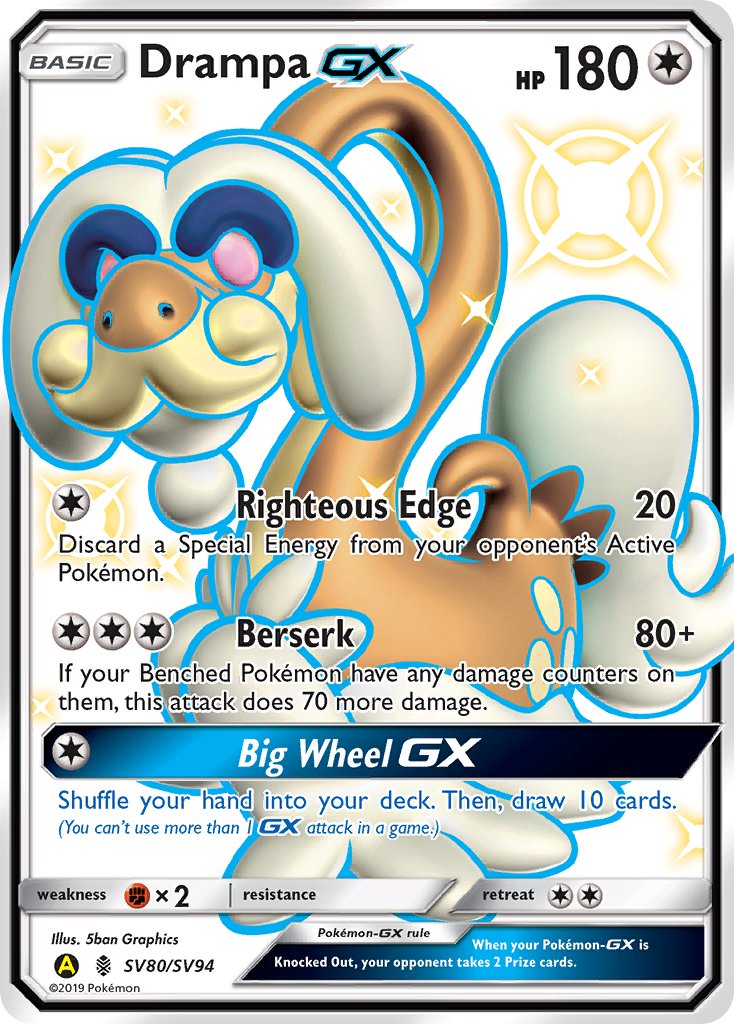 BASIC Drampa GX HP 180
Righteous Edge 20
Discard a Special Energy from your opponent's Active
Pokémon.
Berserk 80+
If your Benched Pokémon have any damage counters on
them, this attack does 70 more damage.
Big Wheel GX
Shuffle your hand into your deck. Then, draw 10 cards.
(You can't use more than 1 GX attack in a game.)
weakness ×2 resistance retreat
Illus. 5ban Graphics
Pokémon-GX rule
When your Pokémon-GX is
Knocked Out, your opponent takes 2 Prize cards.
A SV80/SV94
©2019 Pokémon